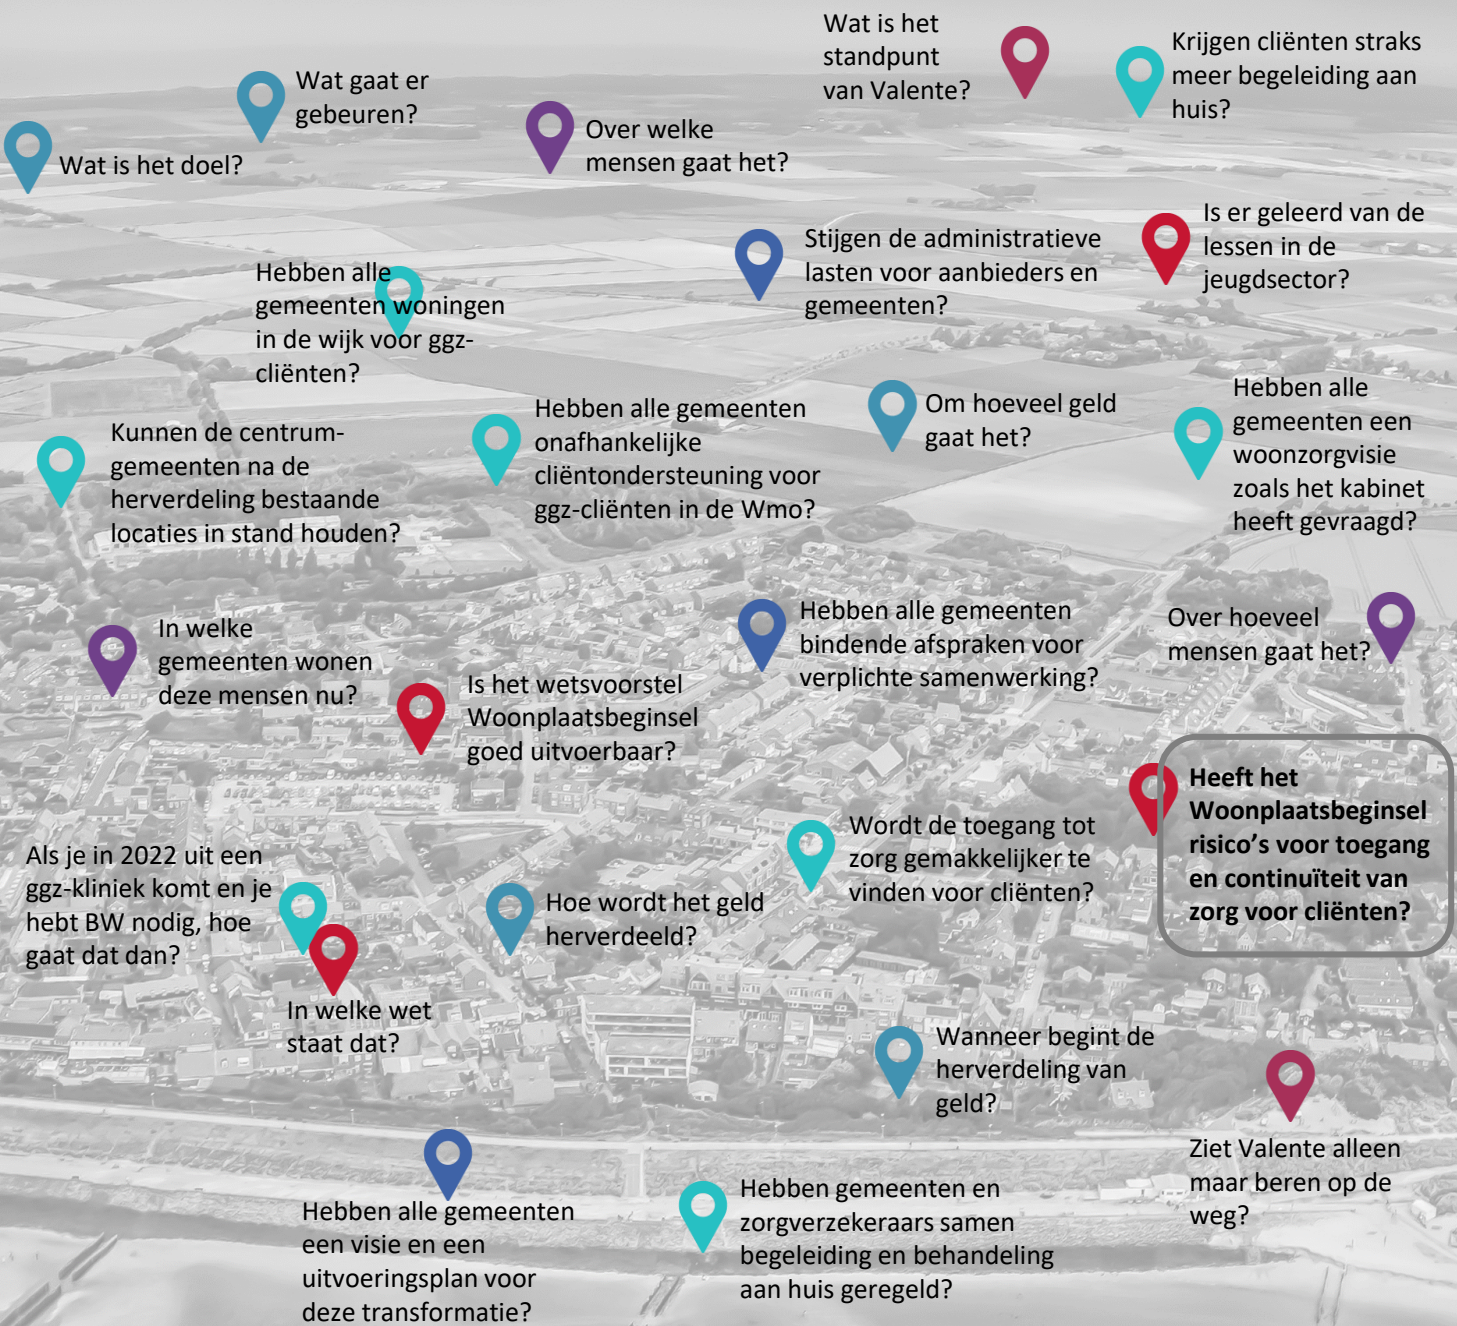 Wat is het
standpunt
van Valente?
Krijgen cliënten straks
meer begeleiding aan
huis?
Wat gaat er
gebeuren?
Wat is het doel?
Over welke
mensen gaat het?
Is er geleerd van de
lessen in de
jeugdsector?
Stijgen de administratieve
lasten voor aanbieders en
gemeenten?
Hebben alle
gemeenten woningen
in de wijk voor ggz-
cliënten?
Hebben alle
gemeenten een
woonzorgvisie
zoals het kabinet
heeft gevraagd?
Om hoeveel geld
gaat het?
Hebben alle gemeenten
onafhankelijke
cliëntondersteuning voor
ggz-cliënten in de Wmo?
Kunnen de centrum-
gemeenten na de
herverdeling bestaande
locaties in stand houden?
Hebben alle gemeenten
bindende afspraken voor
verplichte samenwerking?
Over hoeveel
mensen gaat het?
In welke
gemeenten wonen
deze mensen nu?
Is het wetsvoorstel
Woonplaatsbeginsel
goed uitvoerbaar?
Heeft het
Woonplaatsbeginsel
risico's voor toegang
en continuïteit van
zorg voor cliënten?
Wordt de toegang tot
zorg gemakkelijker te
vinden voor cliënten?
Als je in 2022 uit een
ggz-kliniek komt en je
hebt BW nodig, hoe
gaat dat dan?
Hoe wordt het geld
herverdeeld?
In welke wet
staat dat?
Wanneer begint de
herverdeling van
geld?
Ziet Valente alleen
maar beren op de
weg?
Hebben gemeenten en
zorgverzekeraars samen
begeleiding en behandeling
aan huis geregeld?
Hebben alle gemeenten
een visie en een
uitvoeringsplan voor
deze transformatie?